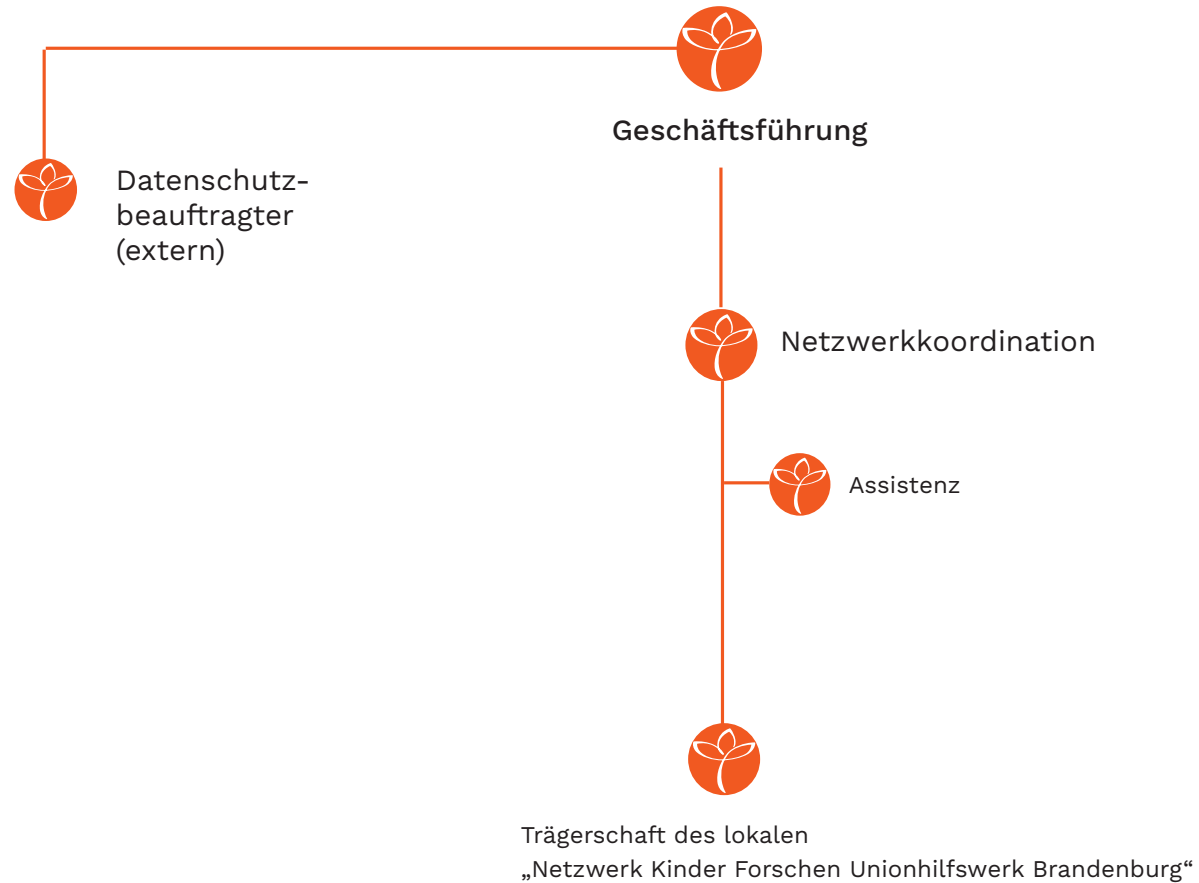 Geschäftsführung
Datenschutz-
beauftragter
(extern)
Netzwerkkoordination
Assistenz
Trägerschaft des lokalen
„Netzwerk Kinder Forschen Unionhilfswerk Brandenburg“